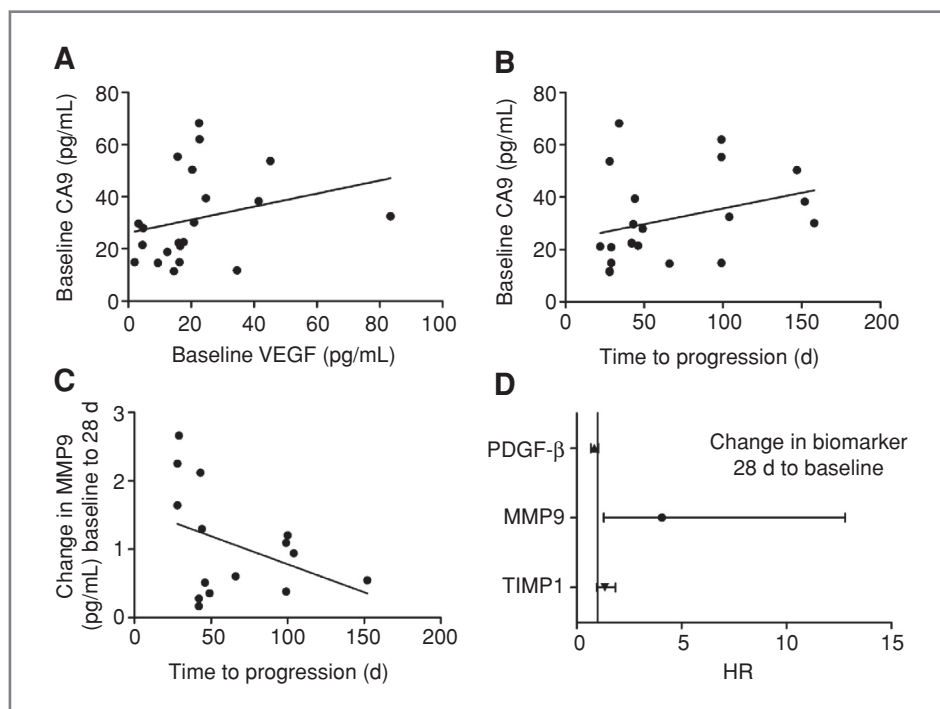 A
80
60
40
20
0
Baseline CA9 (pg/mL)
0 20 40 60 80 100
Baseline VEGF (pg/mL)
B
80
60
40
20
0
Baseline CA9 (pg/mL)
0 50 100 150 200
Time to progression (d)
C
3
2
1
0
Change in MMP9
(pg/mL) baseline to 28 d
0 50 100 150 200
Time to progression (d)
D
Change in biomarker
28 d to baseline
PDGF-β
MMP9
TIMP1
0 5 10 15
HR